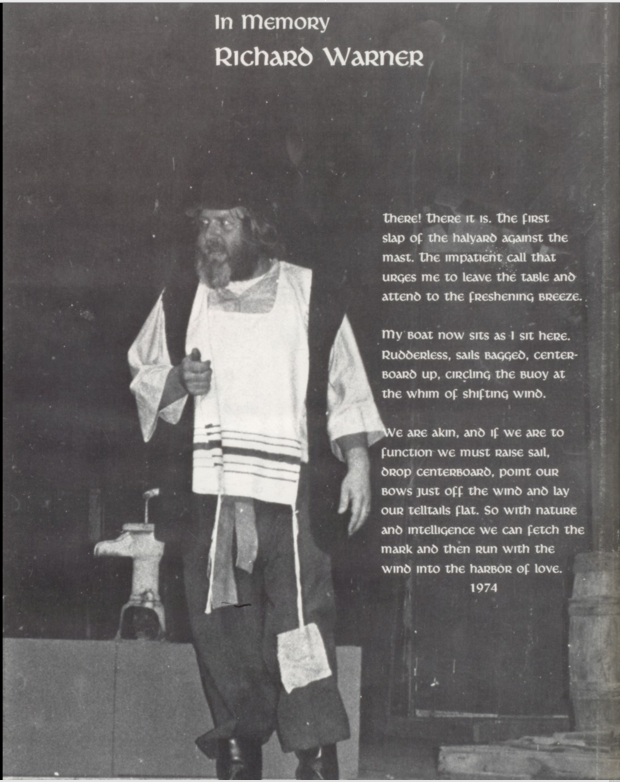 In Memory
Richard Warner
There! There it is. The first
slap of the halyard against the
mast. The impatient call that
urges me to leave the table and
attend to the freshening breeze.
My boat now sits as I sit here.
Rudderless, sails bagged, center-
board up, circling the buoy at
the whim of shifting wind.
We are akin, and if we are to
function we must raise sail,
drop centerboard, point our
bows just off the wind and lay
our telltails flat. So with nature
and intelligence we can fetch the
mark and then run with the
wind into the harbor of love.
1974